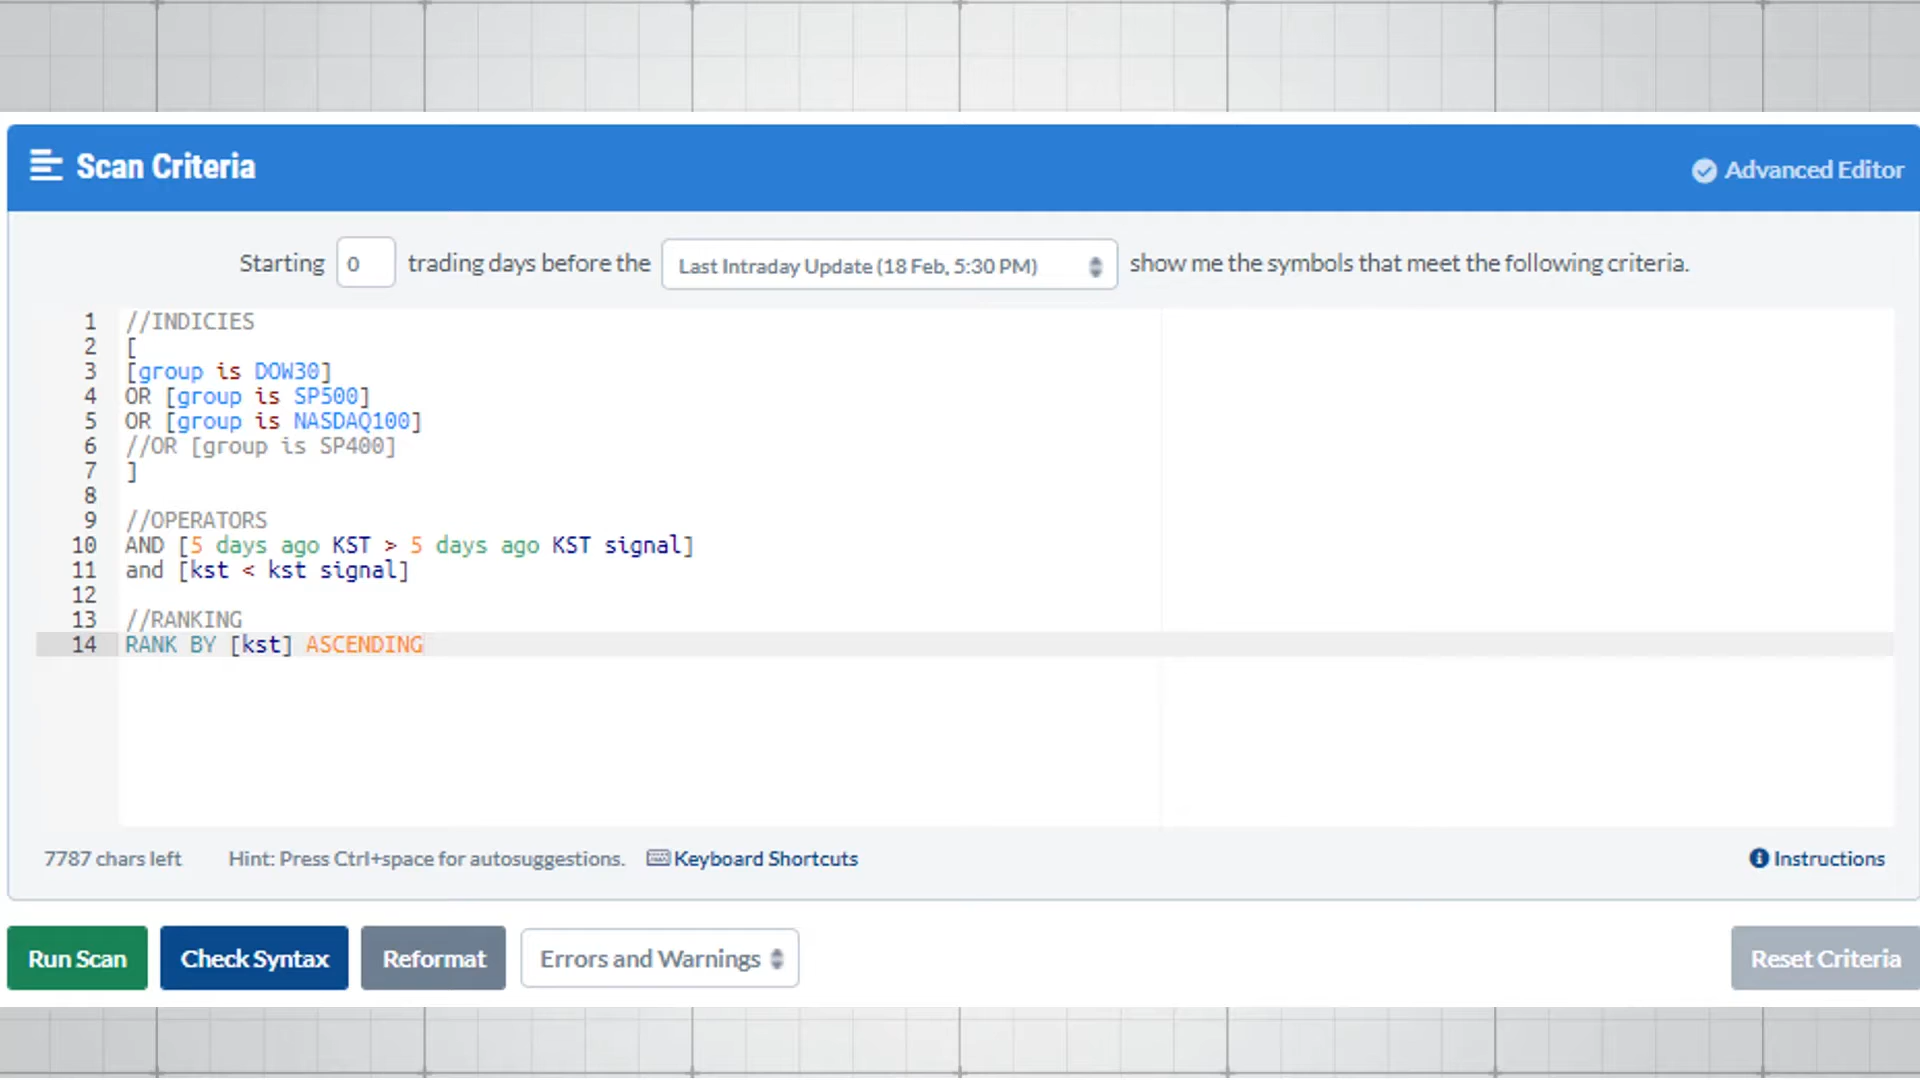 Scan Criteria
Advanced Editor
Starting 0 trading days before the Last Intraday Update (18 Feb, 5:30 PM) show me the symbols that meet the following criteria.
1 //INDICIES
2 [
3 [group is DOW30]
4 OR [group is SP500]
5 OR [group is NASDAQ100]
6 //OR [group is SP400]
7 ]
8
9 //OPERATORS
10 AND [5 days ago KST > 5 days ago KST signal]
11 and [kst < kst signal]
12
13 //RANKING
14 RANK BY [kst] ASCENDING
7787 chars left Hint: Press Ctrl+space for autosuggestions. Keyboard Shortcuts Instructions
Run Scan Check Syntax Reformat Errors and Warnings Reset Criteria